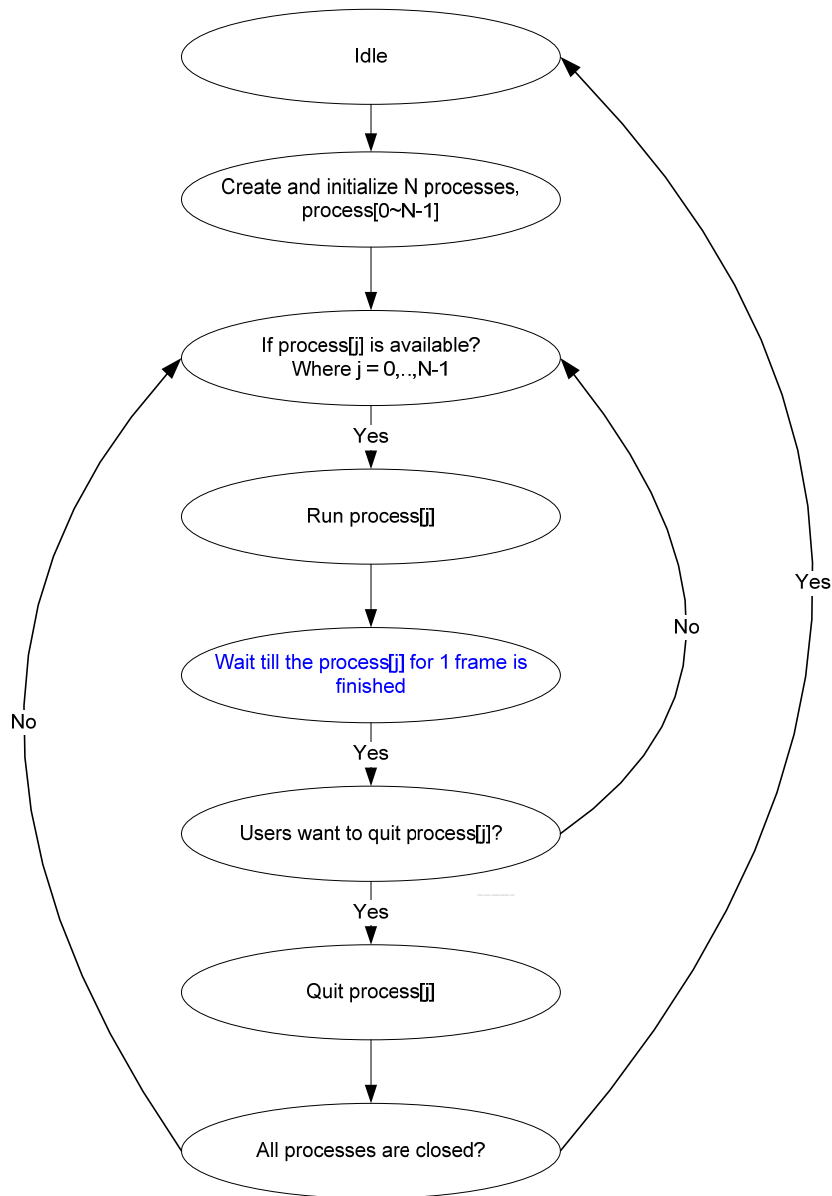 Idle
Create and initialize N processes,
process[0~N-1]
If process[j] is available?
Where j = 0,..,N-1
Yes
Run process[j]
Wait till the process[j] for 1 frame is
finished
Yes
Users want to quit process[j]?
Yes
Quit process[j]
All processes are closed?
No
No
Yes